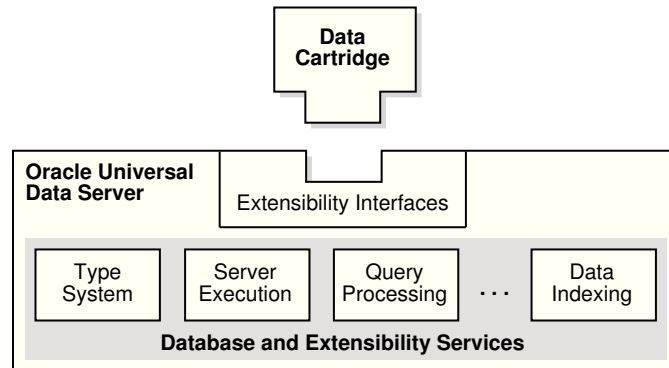 Data
Cartridge
Oracle Universal
Data Server
Extensibility Interfaces
Type
System
Server
Execution
Query
Processing
...
Data
Indexing
Database and Extensibility Services